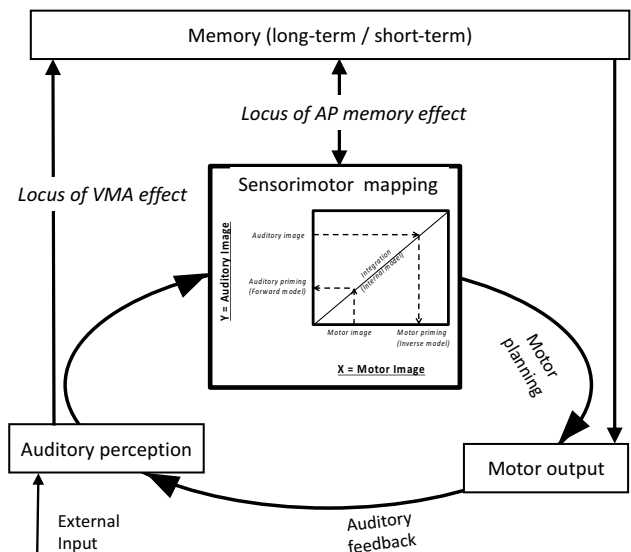 Memory (long-term / short-term)
Locus of AP memory effect
Locus of VMA effect
Sensorimotor mapping
Y = Auditory Image
Auditory image
Auditory priming
(Forward model)
Integration
(Internal model)
Motor image
Motor priming
(Inverse model)
X = Motor Image
Motor
planning
Auditory perception
Motor output
External
Input
Auditory
feedback